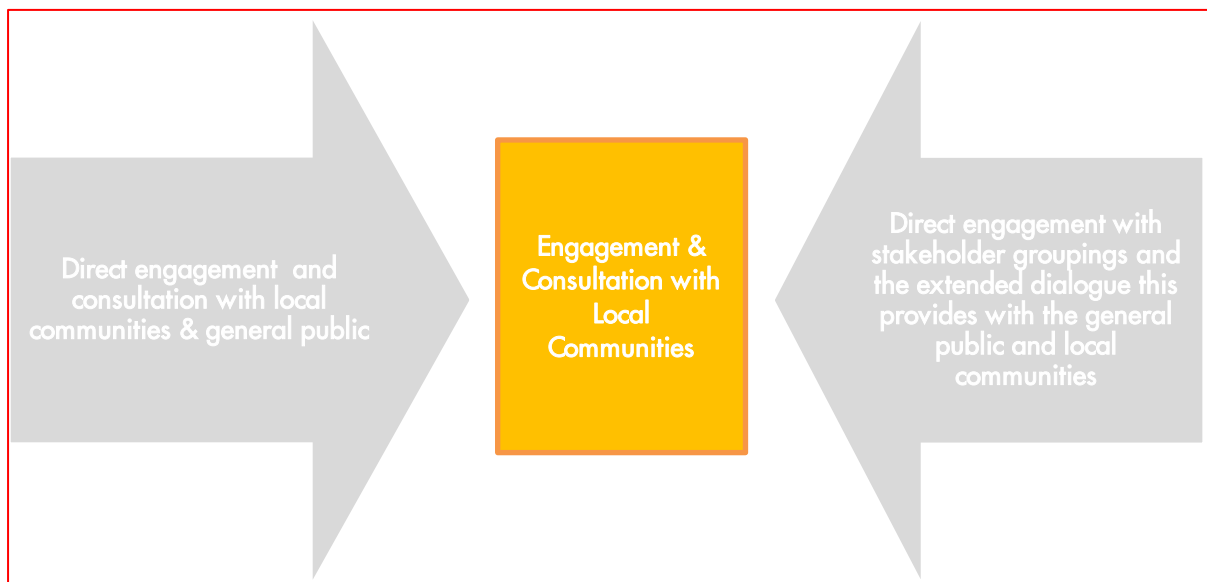 Direct engagement  and
consultation with local
communities & general public
Engagement &
Consultation with
Local
Communities
Direct engagement with
stakeholder groupings and
the extended dialogue this
provides with the general
public and local
communities